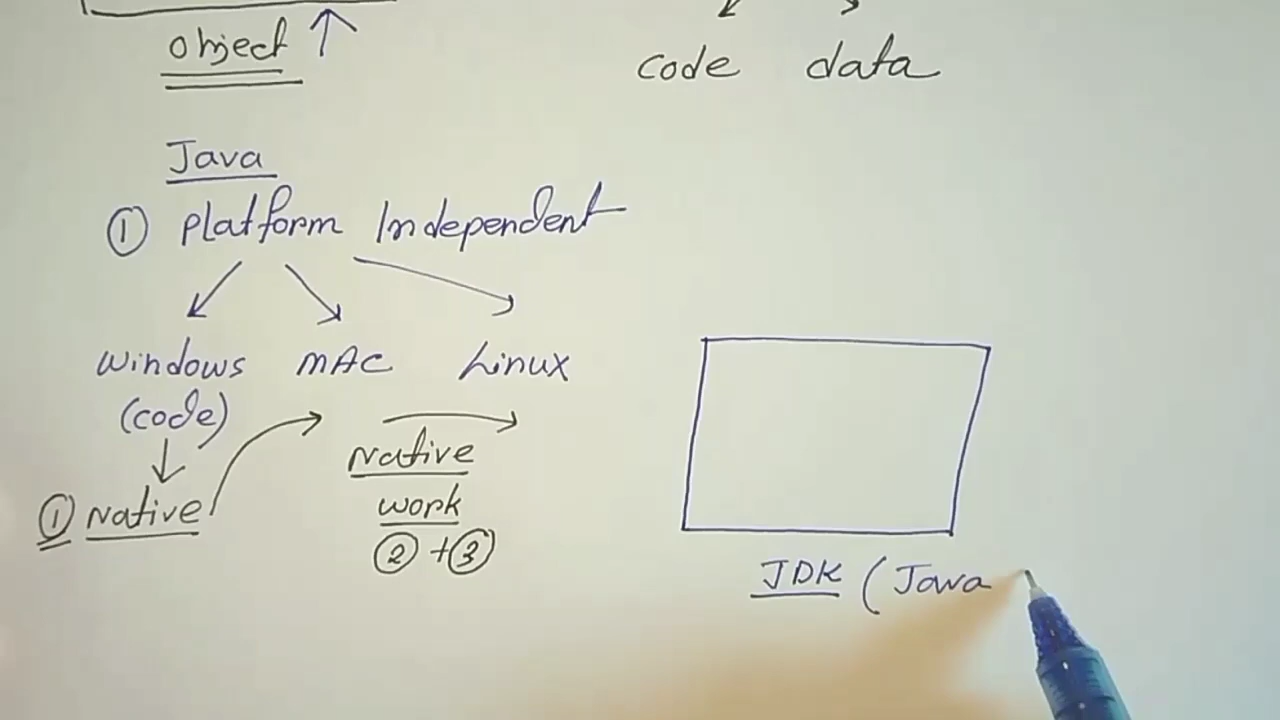 object
code data
Java
① Platform Independent
Windows MAC Linux
(code)
Native
work
① Native
② + ③
JDK (Java